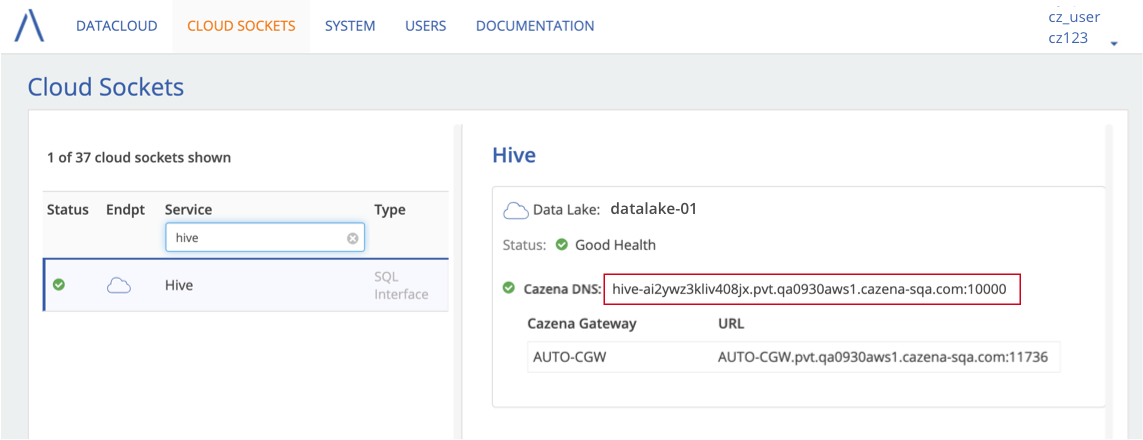 DATACLOUD CLOUD SOCKETS SYSTEM USERS DOCUMENTATION
cz_user
cz123
Cloud Sockets
1 of 37 cloud sockets shown
Status Endpt Service Type
hive
Hive SQL
Interface
Hive
Data Lake: datalake-01
Status: Good Health
Cazena DNS: hive-ai2ywz3kliv408jx.pvt.qa0930aws1.cazena-sqa.com:10000
Cazena Gateway URL
AUTO-CGW AUTO-CGW.pvt.qa0930aws1.cazena-sqa.com:11736